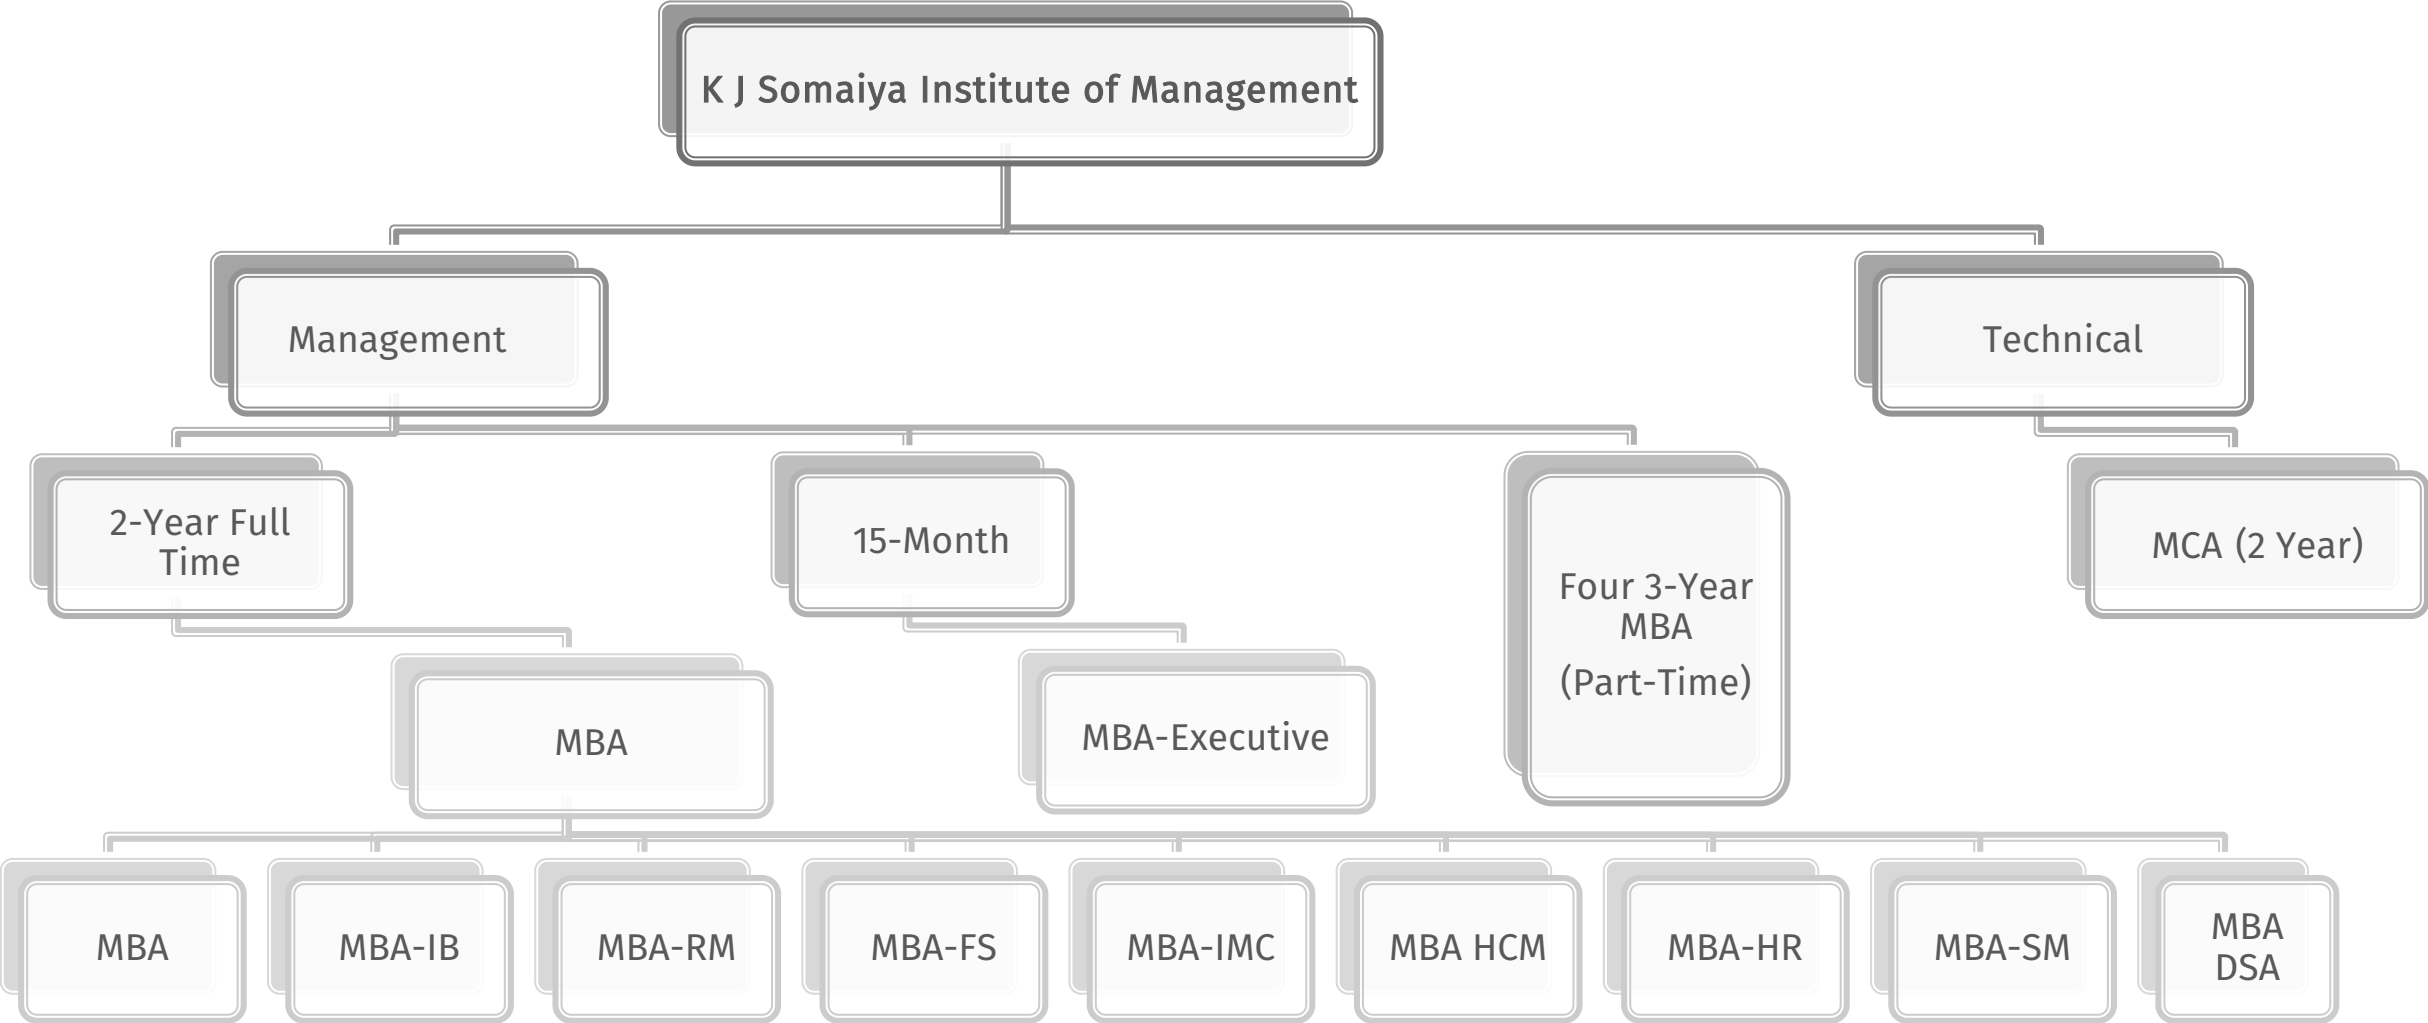 K J Somaiya Institute of Management
Management
Technical
2-Year Full
Time
15-Month
Four 3-Year
MBA
(Part-Time)
MCA (2 Year)
MBA
MBA-Executive
MBA
MBA-IB
MBA-RM
MBA-FS
MBA-IMC
MBA HCM
MBA-HR
MBA-SM
MBA
DSA